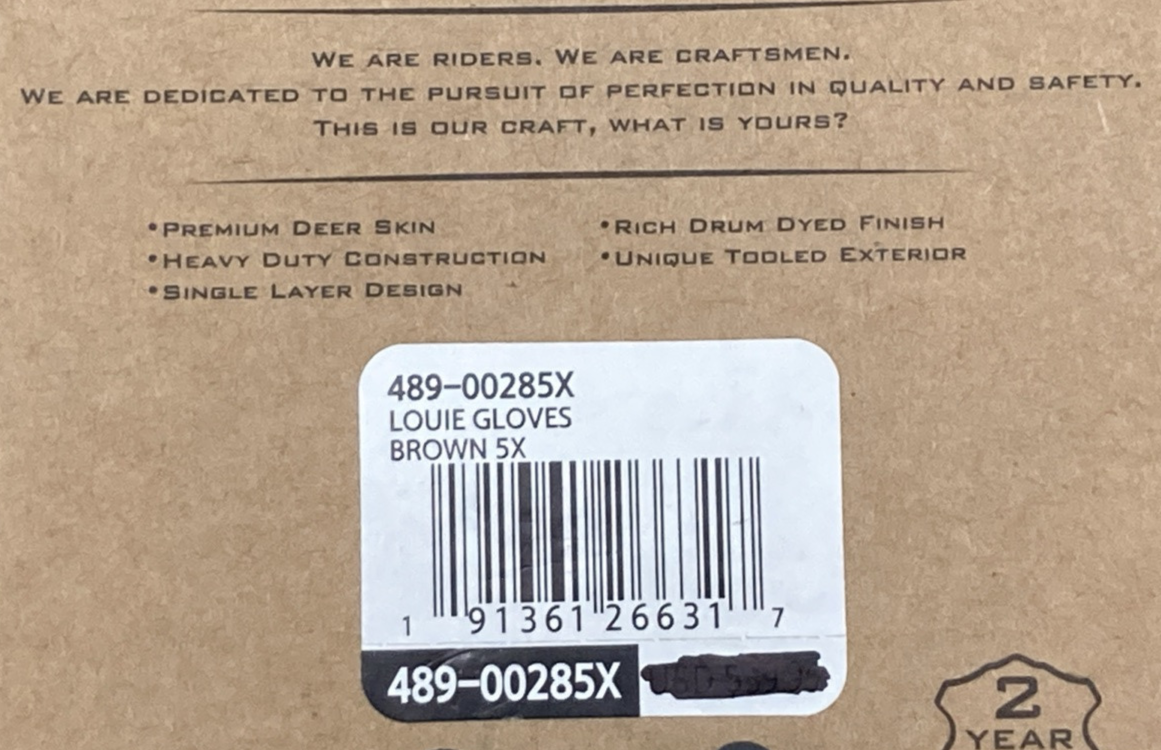 WE ARE RIDERS. WE ARE CRAFTSMEN.
WE ARE DEDICATED TO THE PURSUIT OF PERFECTION IN QUALITY AND SAFETY.
THIS IS OUR CRAFT, WHAT IS YOURS?
•PREMIUM DEER SKIN
•HEAVY DUTY CONSTRUCTION
•SINGLE LAYER DESIGN
•RICH DRUM DYED FINISH
•UNIQUE TOOLED EXTERIOR
489-00285X
LOUIE GLOVES
BROWN 5X
1 91361 26631 7
489-00285X
2
YEAR